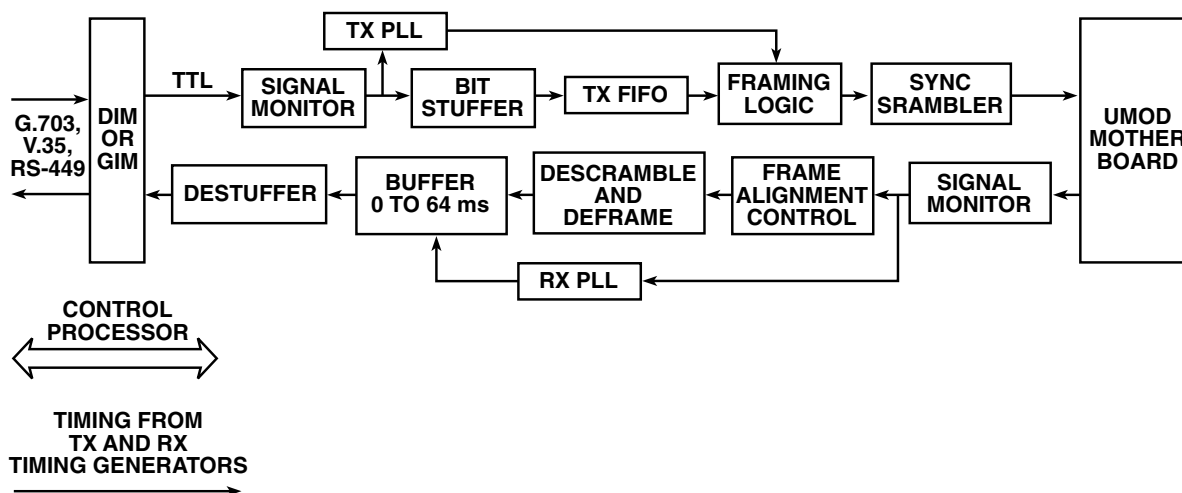 TX PLL
TTL
SIGNAL
MONITOR
BIT
STUFFER
TX FIFO
FRAMING
LOGIC
SYNC
SRAMBLER
G.703,
V.35,
RS-449
DIM
OR
GIM
UMOD
MOTHER
BOARD
DESTUFFER
BUFFER
0 TO 64 ms
DESCRAMBLE
AND
DEFRAME
FRAME
ALIGNMENT
CONTROL
SIGNAL
MONITOR
RX PLL
CONTROL
PROCESSOR
TIMING FROM
TX AND RX
TIMING GENERATORS